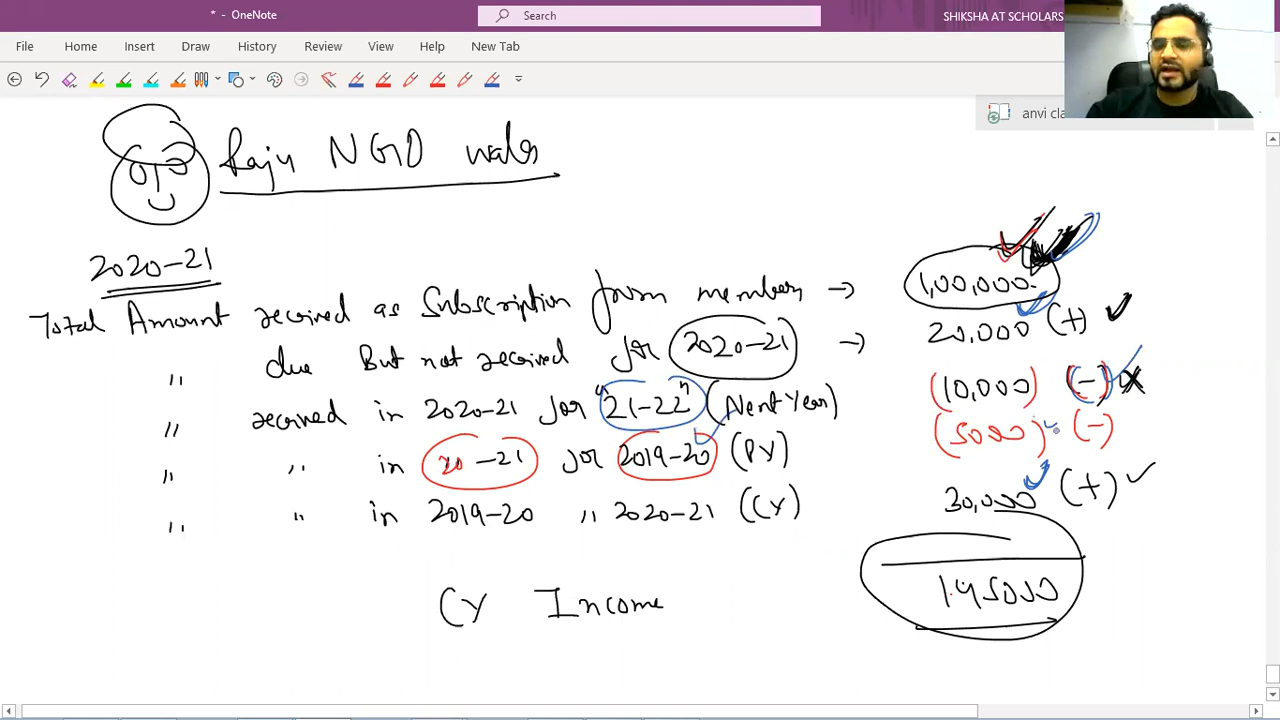 * - OneNote
Search
SHIKSHA AT SCHOLARS
File Home Insert Draw History Review View Help New Tab
anvi cla
Raju NGO wales
2020-21
Total Amount received as Subscription from members → 1,00,000
" due But not received for 2020-21 → 20,000 (+)
" received in 2020-21 for "21-22" (Next Year) (10,000) (-)
" " in 20-21 for 2019-20 (PY) (5000) (-)
" " in 2019-20 " 2020-21 (CY) 30,000 (+)
CY Income 1,45000